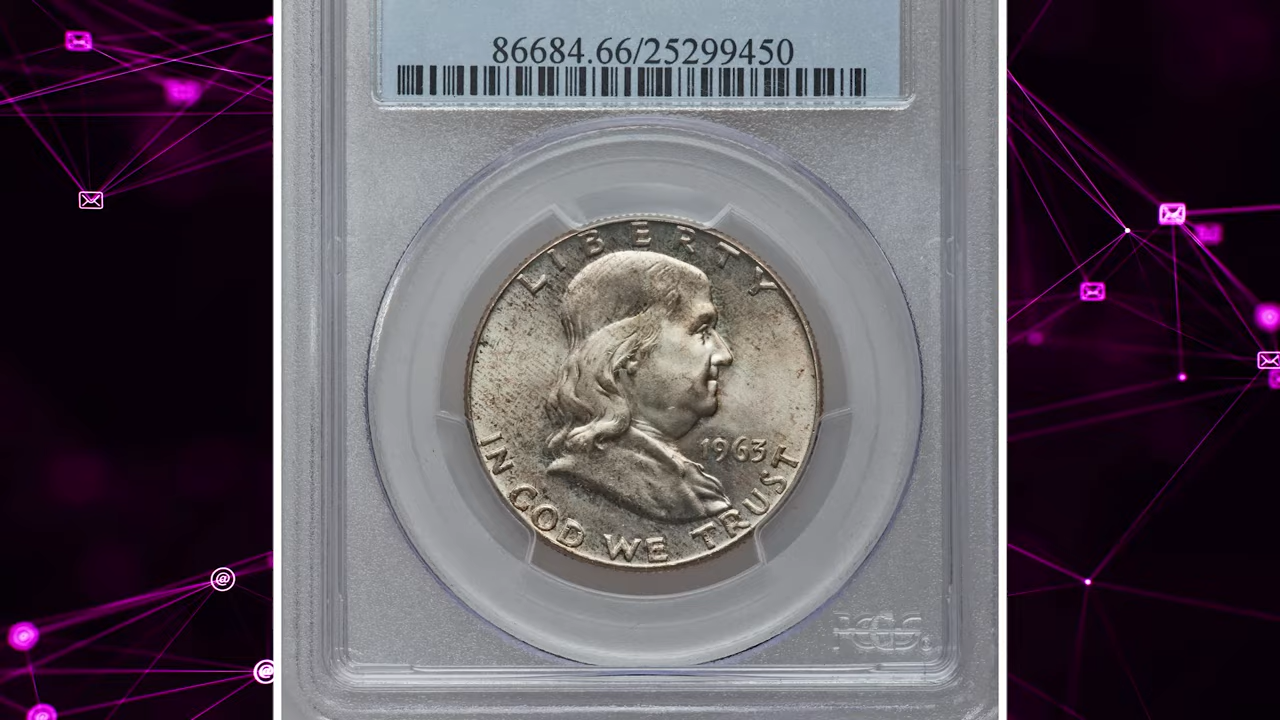 86684.66/25299450
LIBERTY
1963
IN GOD WE TRUST
PCGS
@
@